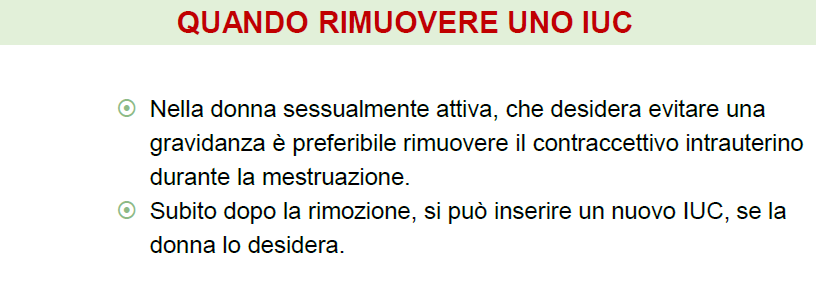 QUANDO RIMUOVERE UNO IUC
Nella donna sessualmente attiva, che desidera evitare una
gravidanza è preferibile rimuovere il contraccettivo intrauterino
durante la mestruazione.
Subito dopo la rimozione, si può inserire un nuovo IUC, se la
donna lo desidera.